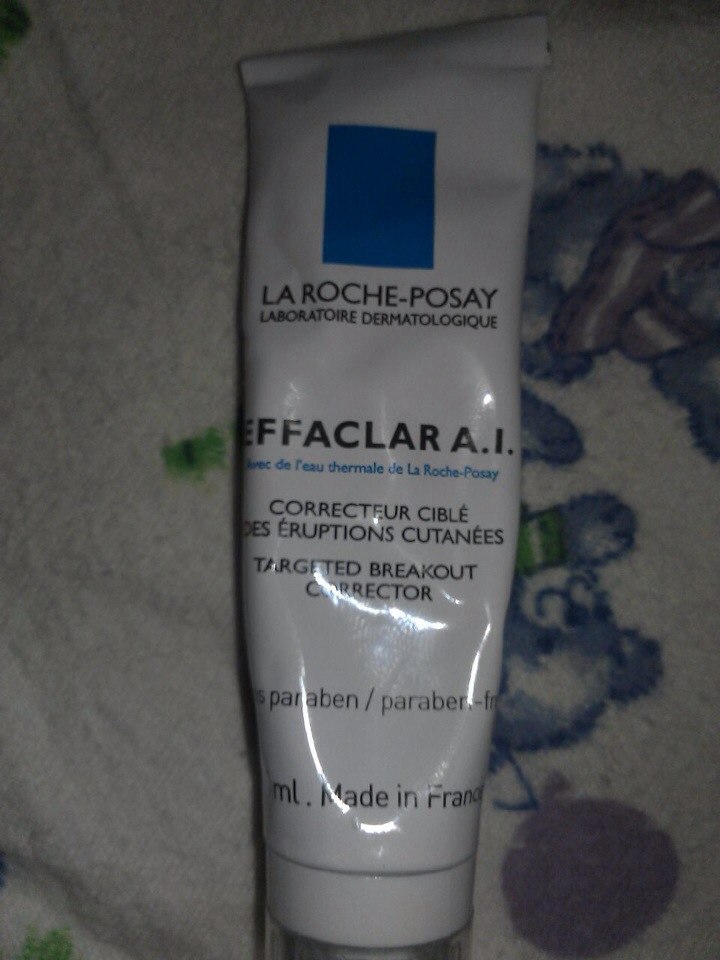 LA ROCHE-POSAY
LABORATOIRE DERMATOLOGIQUE
EFFACLAR A.I.
avec de l'eau thermale de La Roche-Posay
CORRECTEUR CIBLÉ
DES ÉRUPTIONS CUTANÉES
TARGETED BREAKOUT
CORRECTOR
paraben / paraben-fr
ml . Made in France